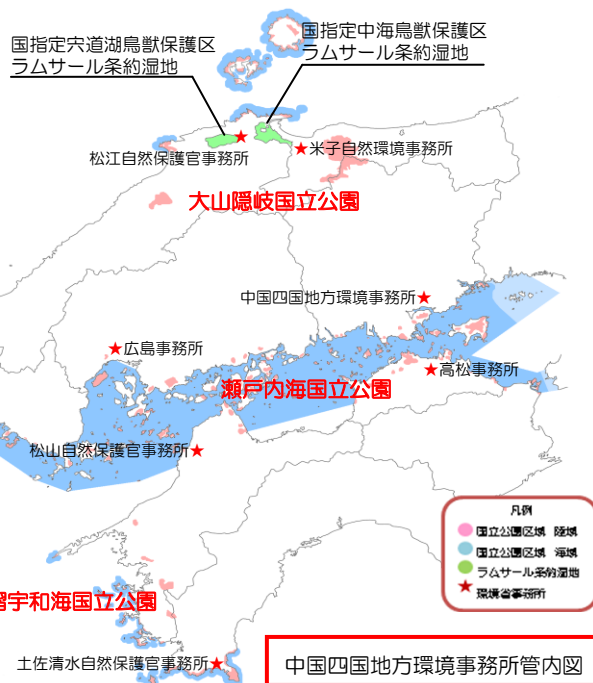 国指定宍道湖鳥獣保護区
ラムサール条約湿地
国指定中海鳥獣保護区
ラムサール条約湿地
松江自然保護官事務所
米子自然環境事務所
大山隠岐国立公園
中国四国地方環境事務所
広島事務所
高松事務所
瀬戸内海国立公園
松山自然保護官事務所
凡例
国立公園区域 陸域
国立公園区域 海域
ラムサール条約湿地
環境省事務所
宇和海国立公園
土佐清水自然保護官事務所
中国四国地方環境事務所管内図